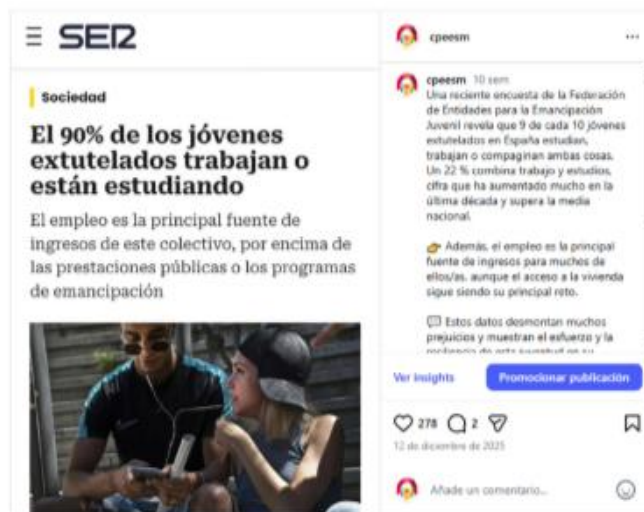 SER
Sociedad
El 90% de los jóvenes
extutelados trabajan o
están estudiando
El empleo es la principal fuente de
ingresos de este colectivo, por encima de
las prestaciones públicas o los programas
de emancipación
cpeesm
cpeesm 10 sem
Una reciente encuesta de la Federación
de Entidades para la Emancipación
Juvenil revela que 9 de cada 10 jóvenes
extutelados en España estudian,
trabajan o compaginan ambas cosas.
Un 22 % combina trabajo y estudios,
cifra que ha aumentado mucho en la
última década y supera la media
nacional.
👉 Además, el empleo es la principal
fuente de ingresos para muchos de
ellos/as, aunque el acceso a la vivienda
sigue siendo su principal reto.
💬 Estos datos desmontan muchos
prejuicios y muestran el esfuerzo y la
resiliencia de esta juventud en su
Ver insights
Promocionar publicación
278 2
12 de diciembre de 2025
Añade un comentario...